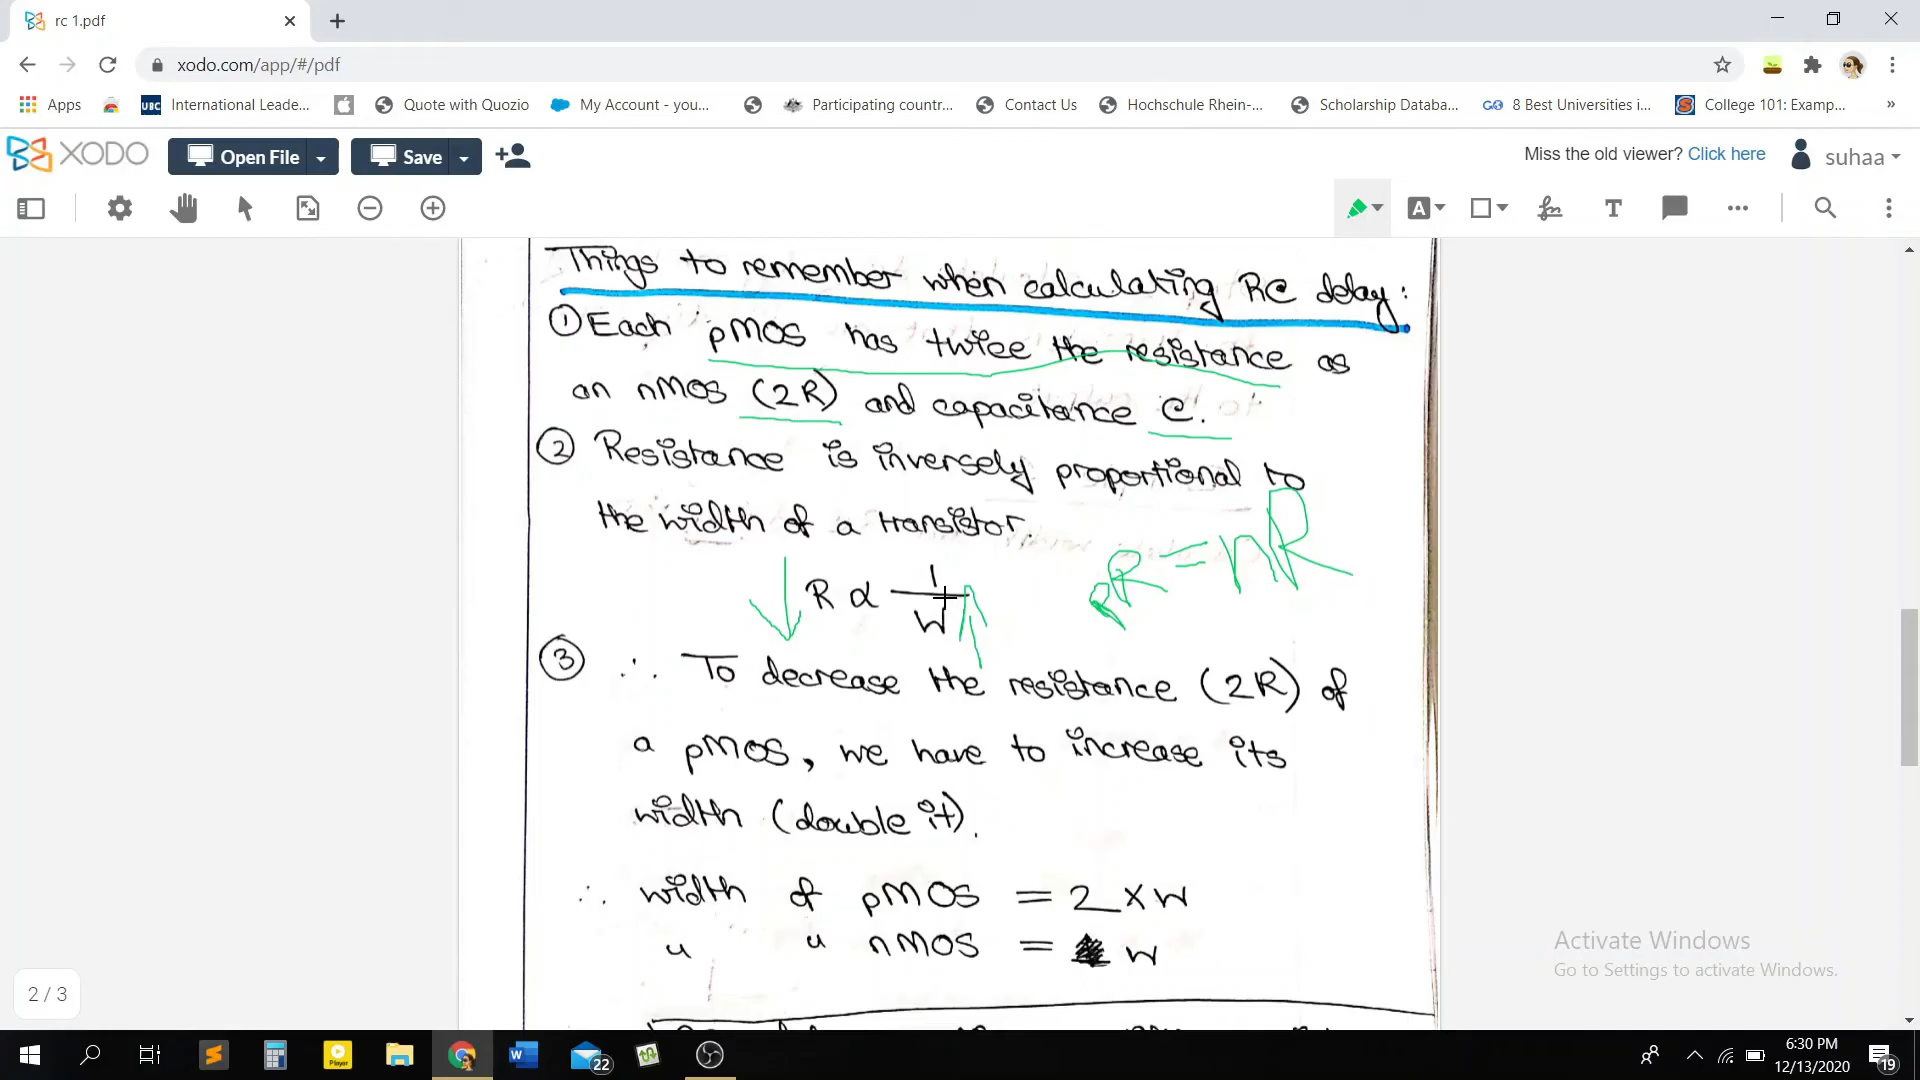 rc 1.pdf
xodo.com/app/#/pdf
Apps
UBC
International Leade...
Quote with Quozio
My Account - you...
Participating countr...
Contact Us
Hochschule Rhein-...
Scholarship Databa...
8 Best Universities i...
College 101: Examp...
»
XODO
Open File
Save
Miss the old viewer? Click here
suhaa
Things to remember when calculating RC delay:
① Each pMOS has twice the resistance as
an nMOS (2R) and capacitance C.
② Resistance is inversely proportional to
the width of a transistor.
R ∝ 1/W
pR = nR
③ ∴ To decrease the resistance (2R) of
a pMOS, we have to increase its
width (double it).
∴ width of pMOS = 2 × W
" " nMOS = W
Activate Windows
Go to Settings to activate Windows.
2 / 3
Player
22
6:30 PM
12/13/2020
19